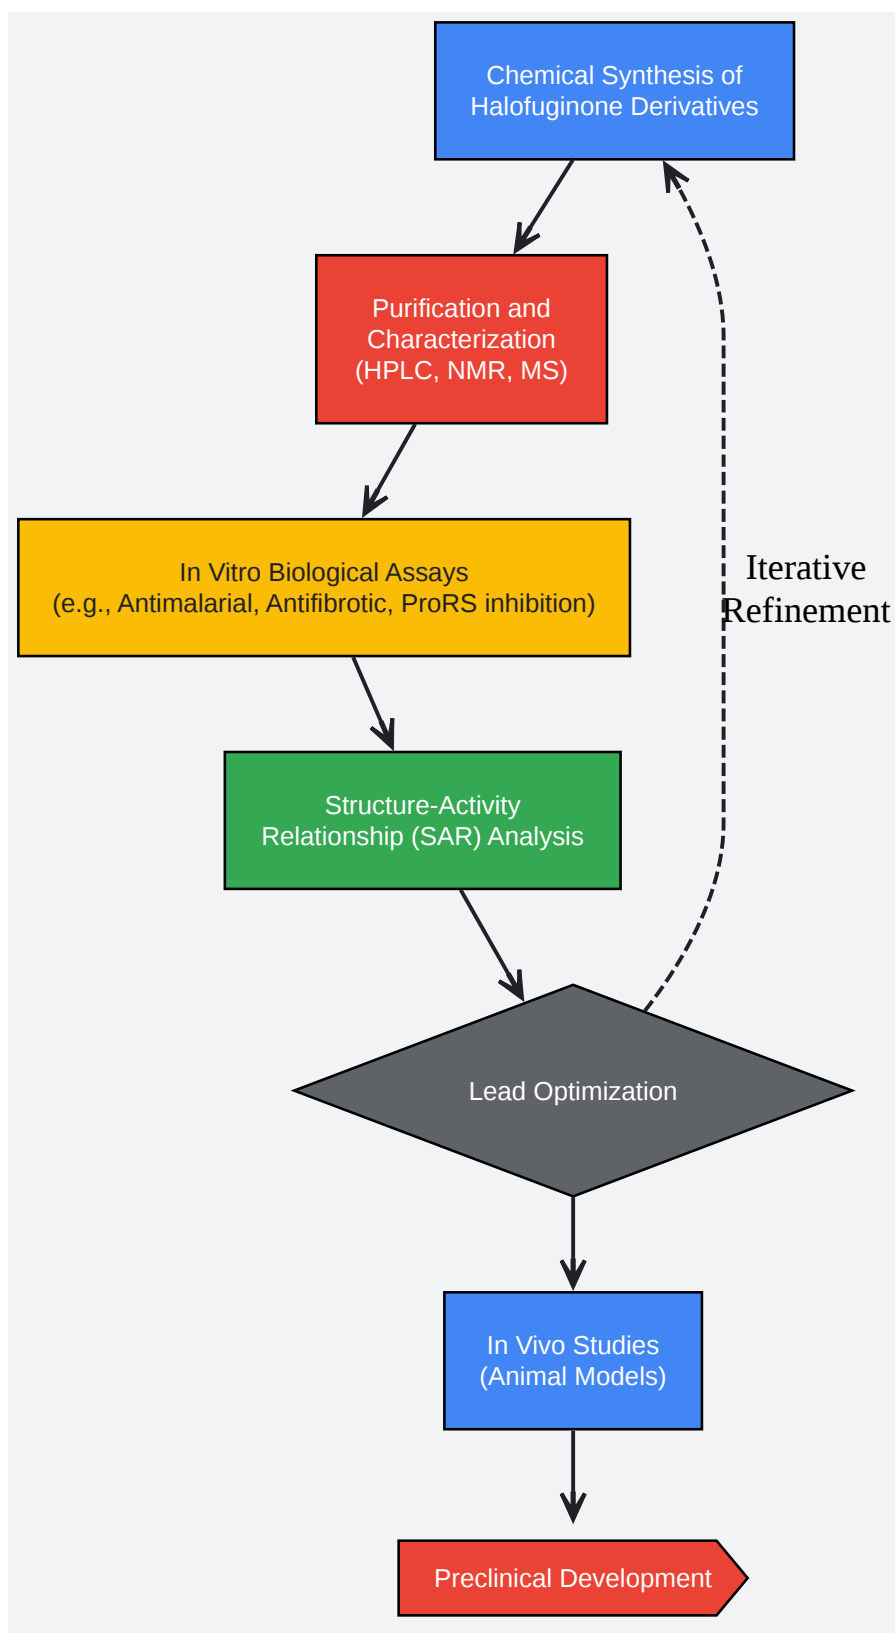 Chemical Synthesis of
Halofuginone Derivatives
Purification and
Characterization
(HPLC, NMR, MS)
In Vitro Biological Assays
(e.g., Antimalarial, Antifibrotic, ProRS inhibition)
Iterative
Refinement
Structure-Activity
Relationship (SAR) Analysis
Lead Optimization
In Vivo Studies
(Animal Models)
Preclinical Development